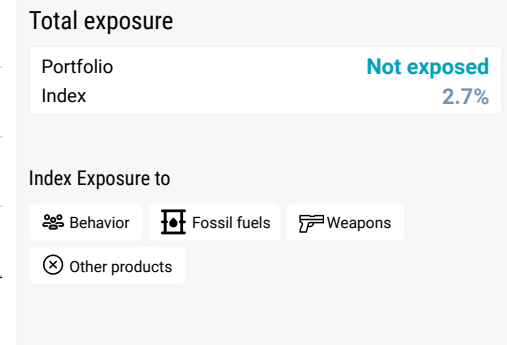 Total exposure
Portfolio Not exposed
Index 2.7%
Index Exposure to
Behavior Fossil fuels Weapons
Other products